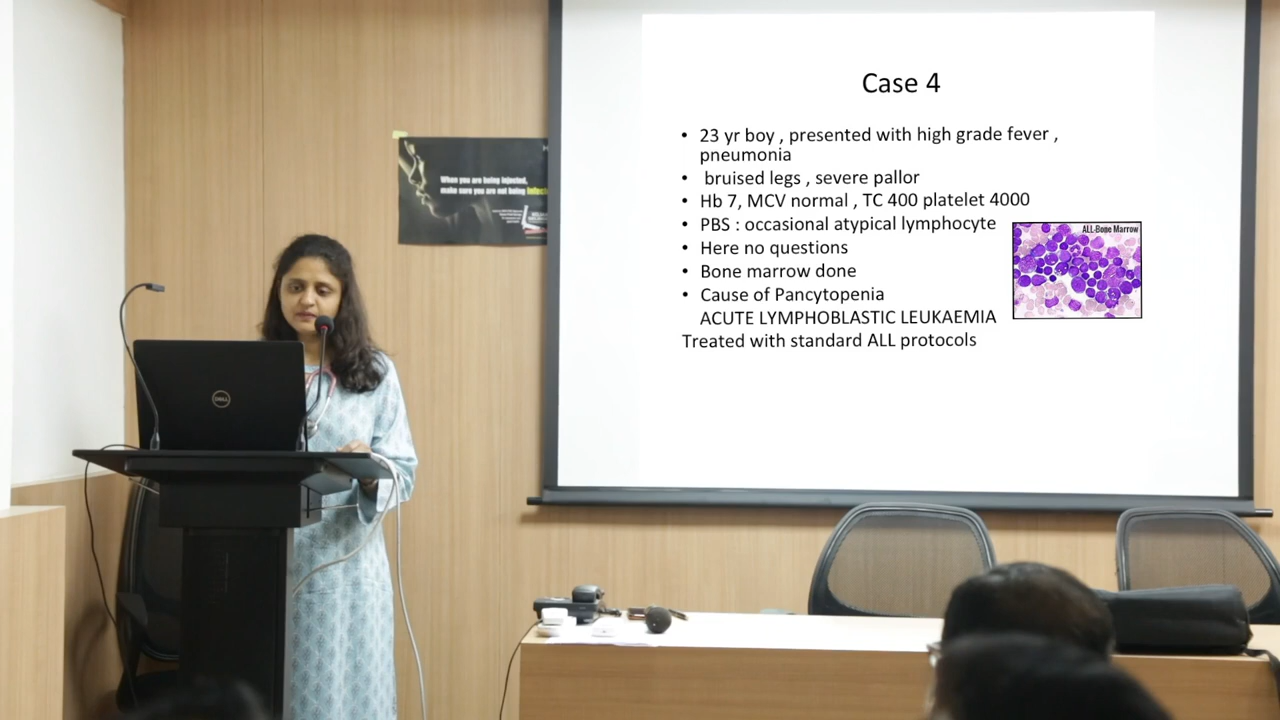 Case 4
• 23 yr boy , presented with high grade fever ,
pneumonia
• bruised legs , severe pallor
• Hb 7, MCV normal , TC 400 platelet 4000
• PBS : occasional atypical lymphocyte
• Here no questions
• Bone marrow done
• Cause of Pancytopenia
ACUTE LYMPHOBLASTIC LEUKAEMIA
Treated with standard ALL protocols
ALL-Bone Marrow
When you are being injected,
make sure you are not being
DELL